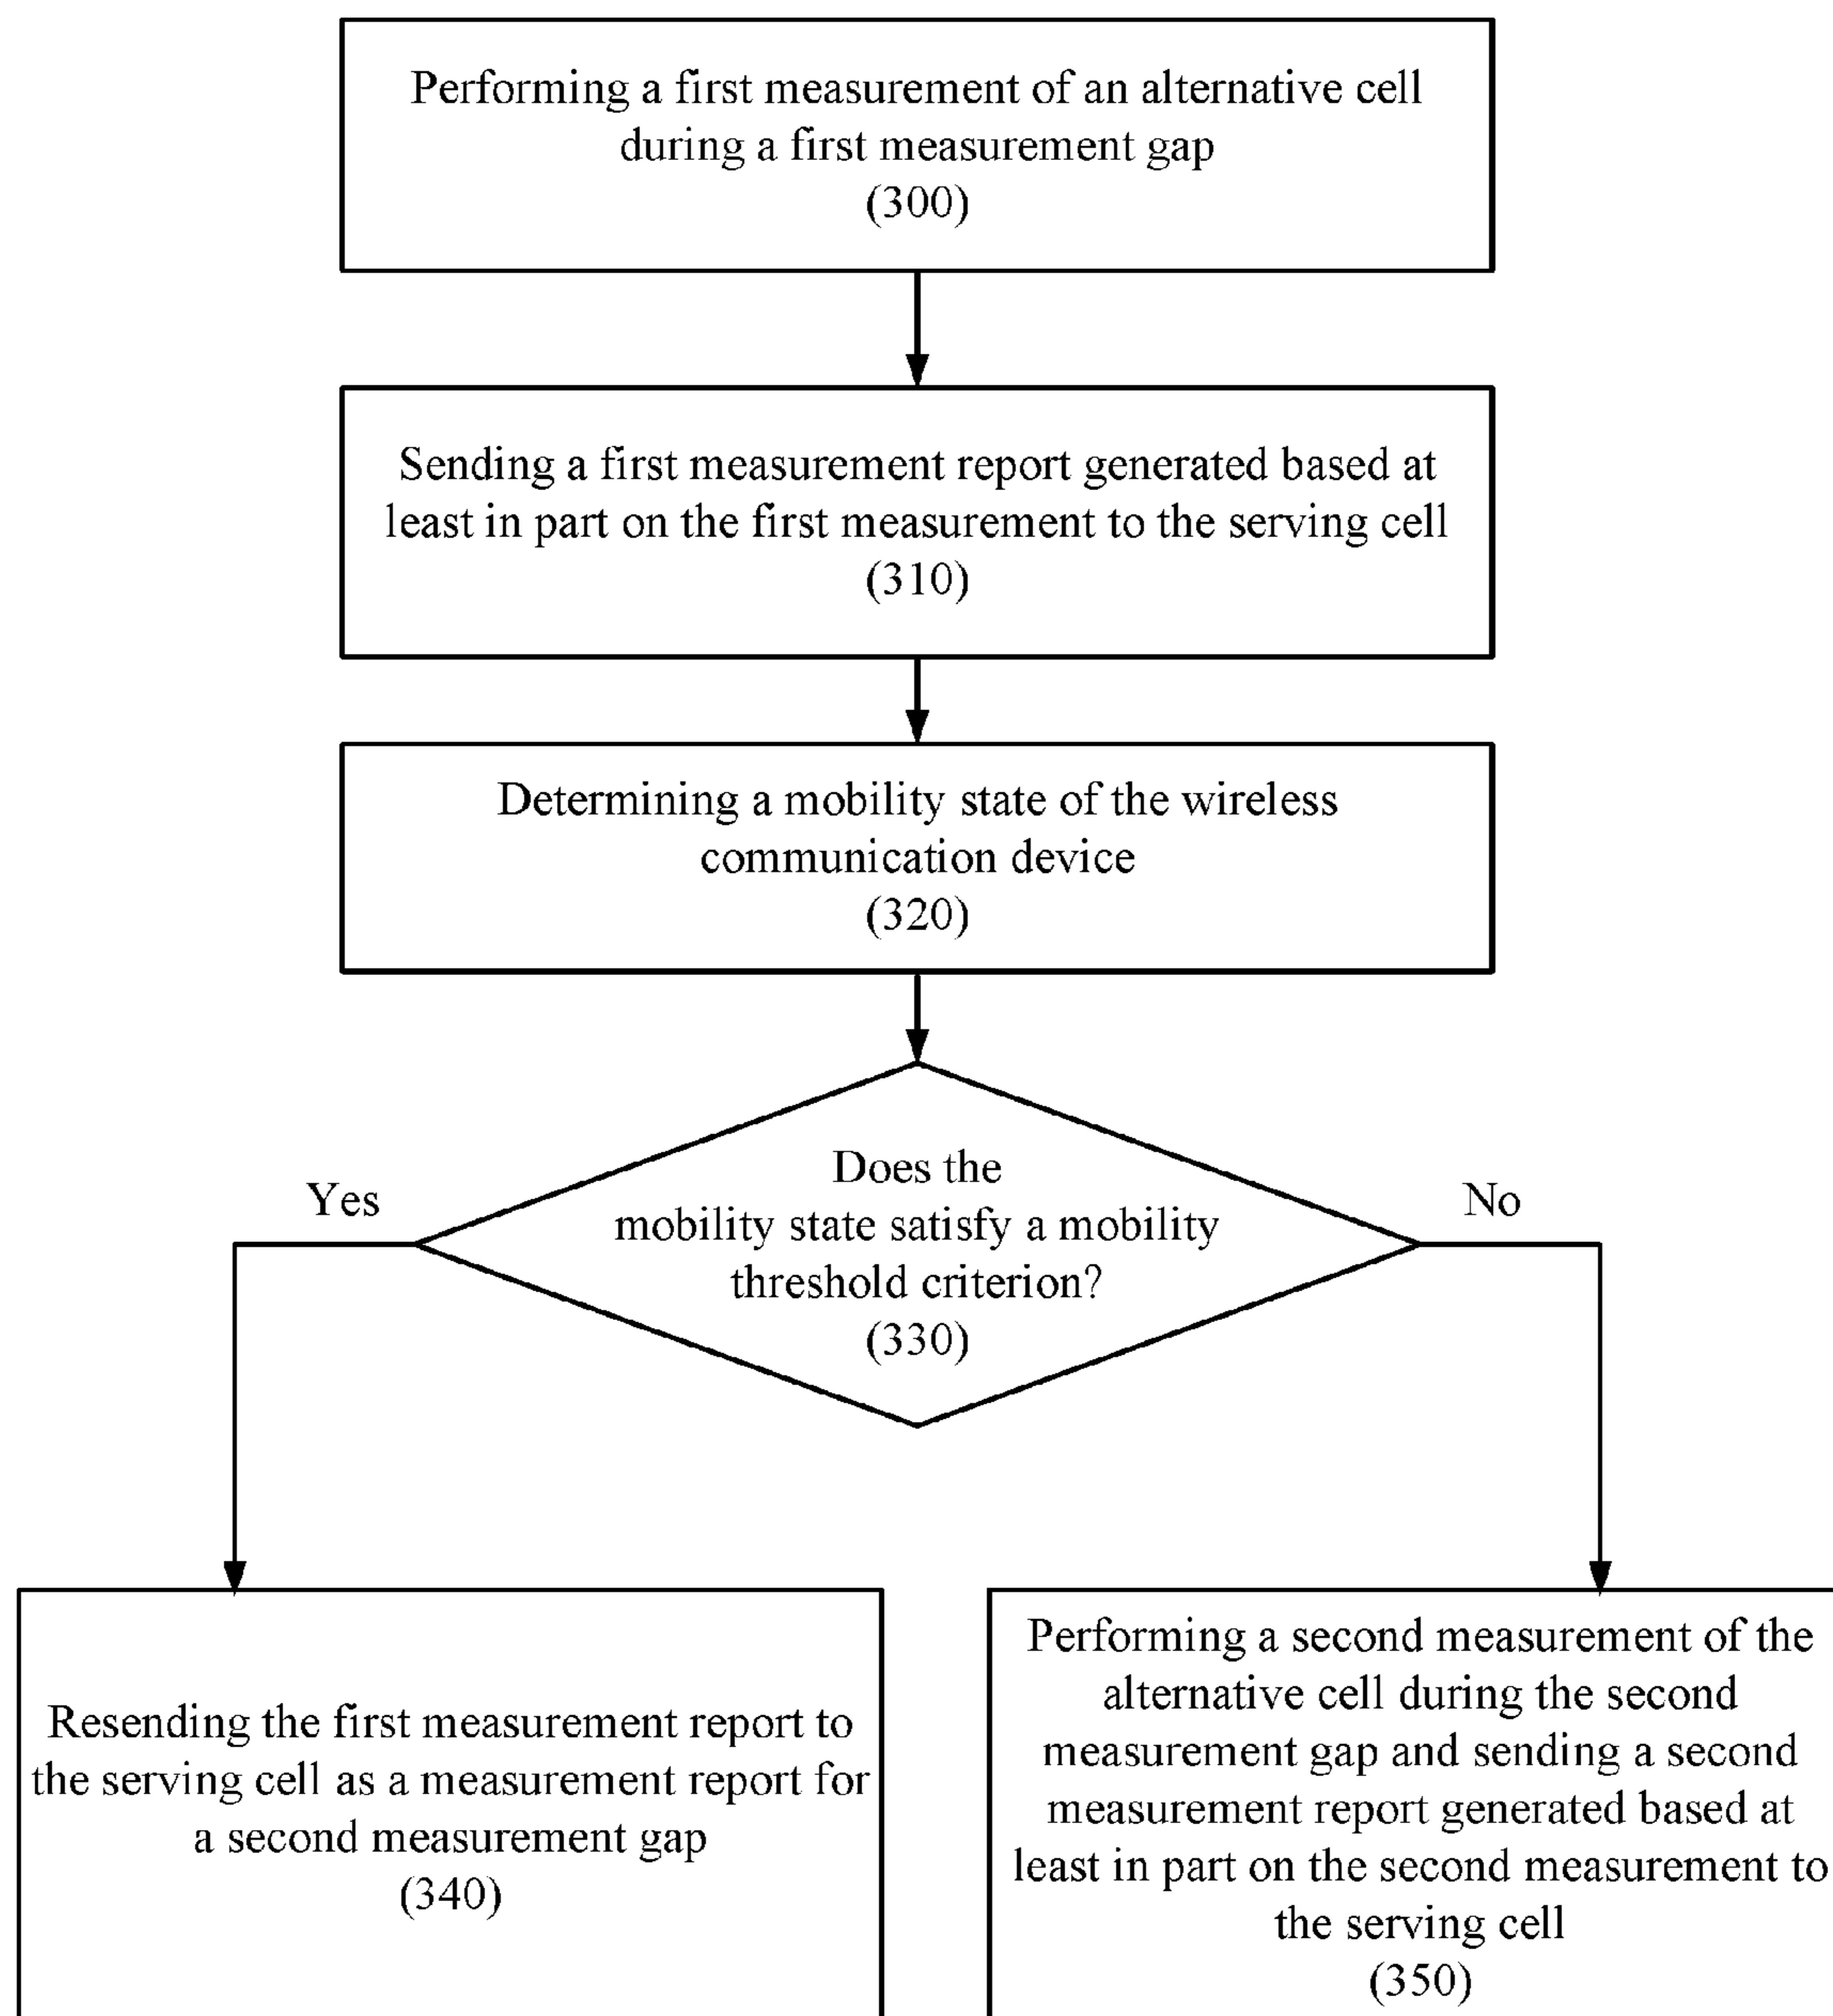 Performing a first measurement of an alternative cell
during a first measurement gap
(300)
Sending a first measurement report generated based at
least in part on the first measurement to the serving cell
(310)
Determining a mobility state of the wireless
communication device
(320)
Does the
mobility state satisfy a mobility
threshold criterion?
(330)
Yes
No
Resending the first measurement report to
the serving cell as a measurement report for
a second measurement gap
(340)
Performing a second measurement of the
alternative cell during the second
measurement gap and sending a second
measurement report generated based at
least in part on the second measurement to
the serving cell
(350)